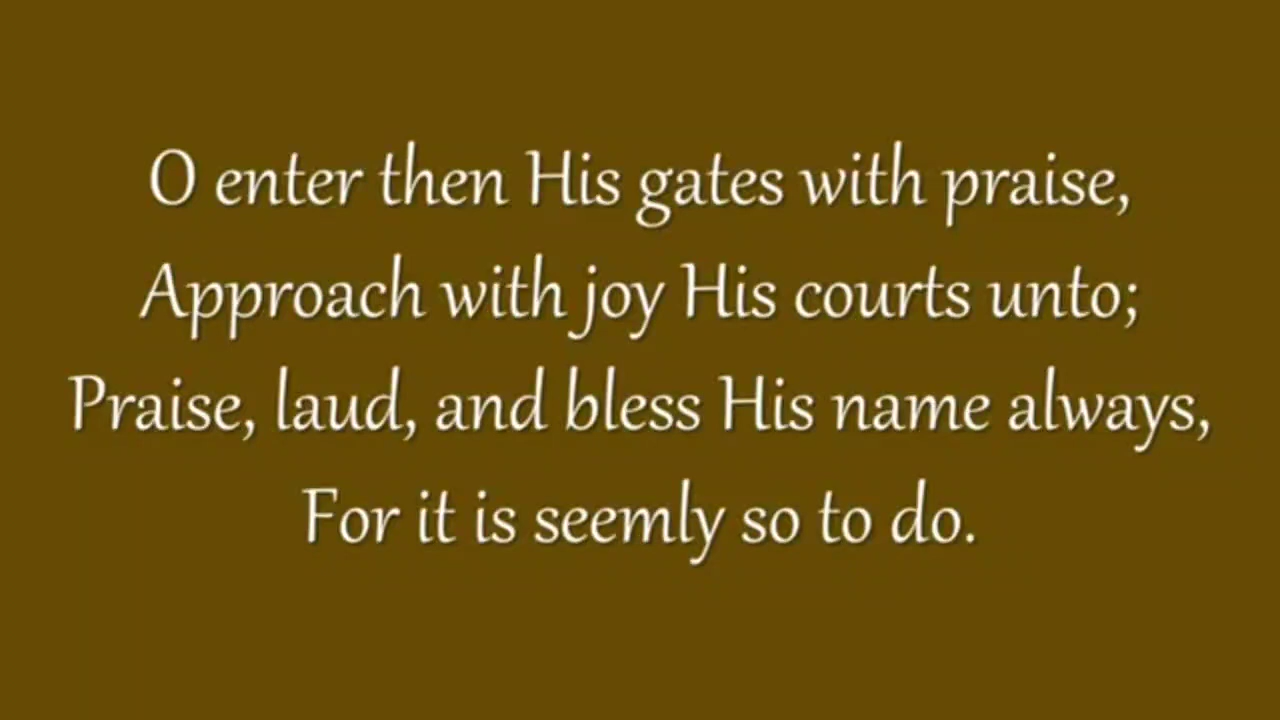 O enter then His gates with praise,
Approach with joy His courts unto;
Praise, laud, and bless His name always,
For it is seemly so to do.